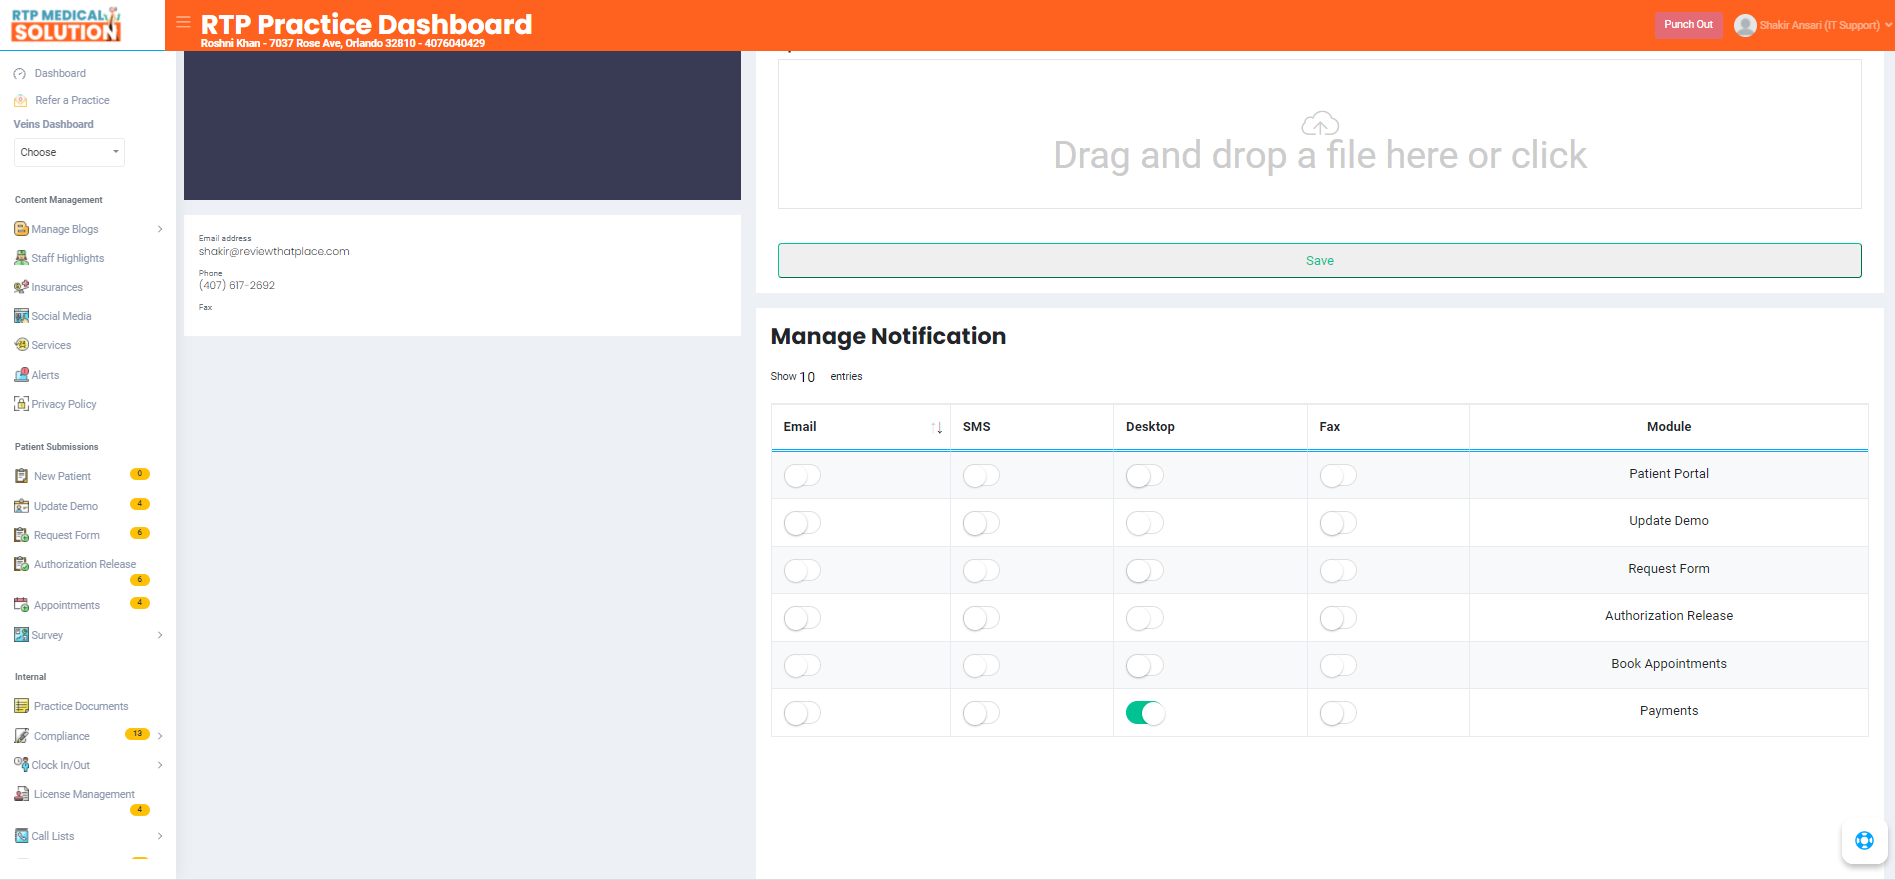 RTP MEDICAL
SOLUTION
RTP Practice Dashboard
Roshni Khan - 7037 Rose Ave, Orlando 32810 - 4076040429
Punch Out
Shakir Ansari (IT Support)
Dashboard
Refer a Practice
Veins Dashboard
Choose
Content Management
Manage Blogs
Staff Highlights
Insurances
Social Media
Services
Alerts
Privacy Policy
Patient Submissions
New Patient 0
Update Demo 4
Request Form 6
Authorization Release
6
Appointments 4
Survey
Internal
Practice Documents
Compliance 13
Clock In/Out
License Management
4
Call Lists
Email address
shakir@reviewthatplace.com
Phone
(407) 617-2692
Fax
Drag and drop a file here or click
Save
Manage Notification
Show 10 entries
Email SMS Desktop Fax Module
Patient Portal
Update Demo
Request Form
Authorization Release
Book Appointments
Payments